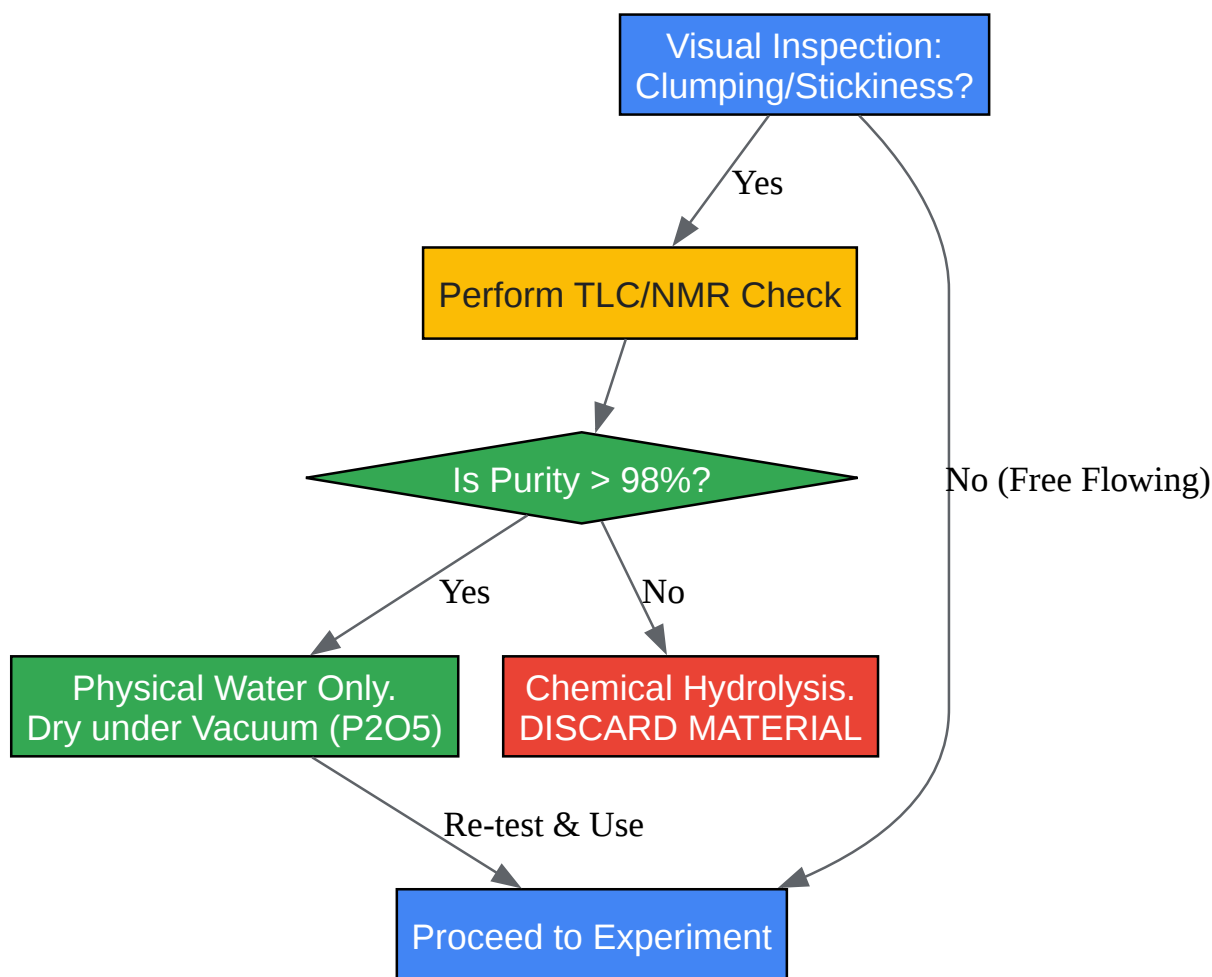 Visual Inspection:
Clumping/Stickiness?
Yes
Perform TLC/NMR Check
Is Purity > 98%?
No (Free Flowing)
Yes
No
Physical Water Only.
Dry under Vacuum (P2O5)
Chemical Hydrolysis.
DISCARD MATERIAL
Re-test & Use
Proceed to Experiment